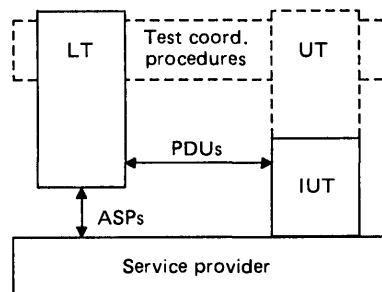 LT
Test coord.
procedures
UT
PDUs
IUT
ASPs
Service provider